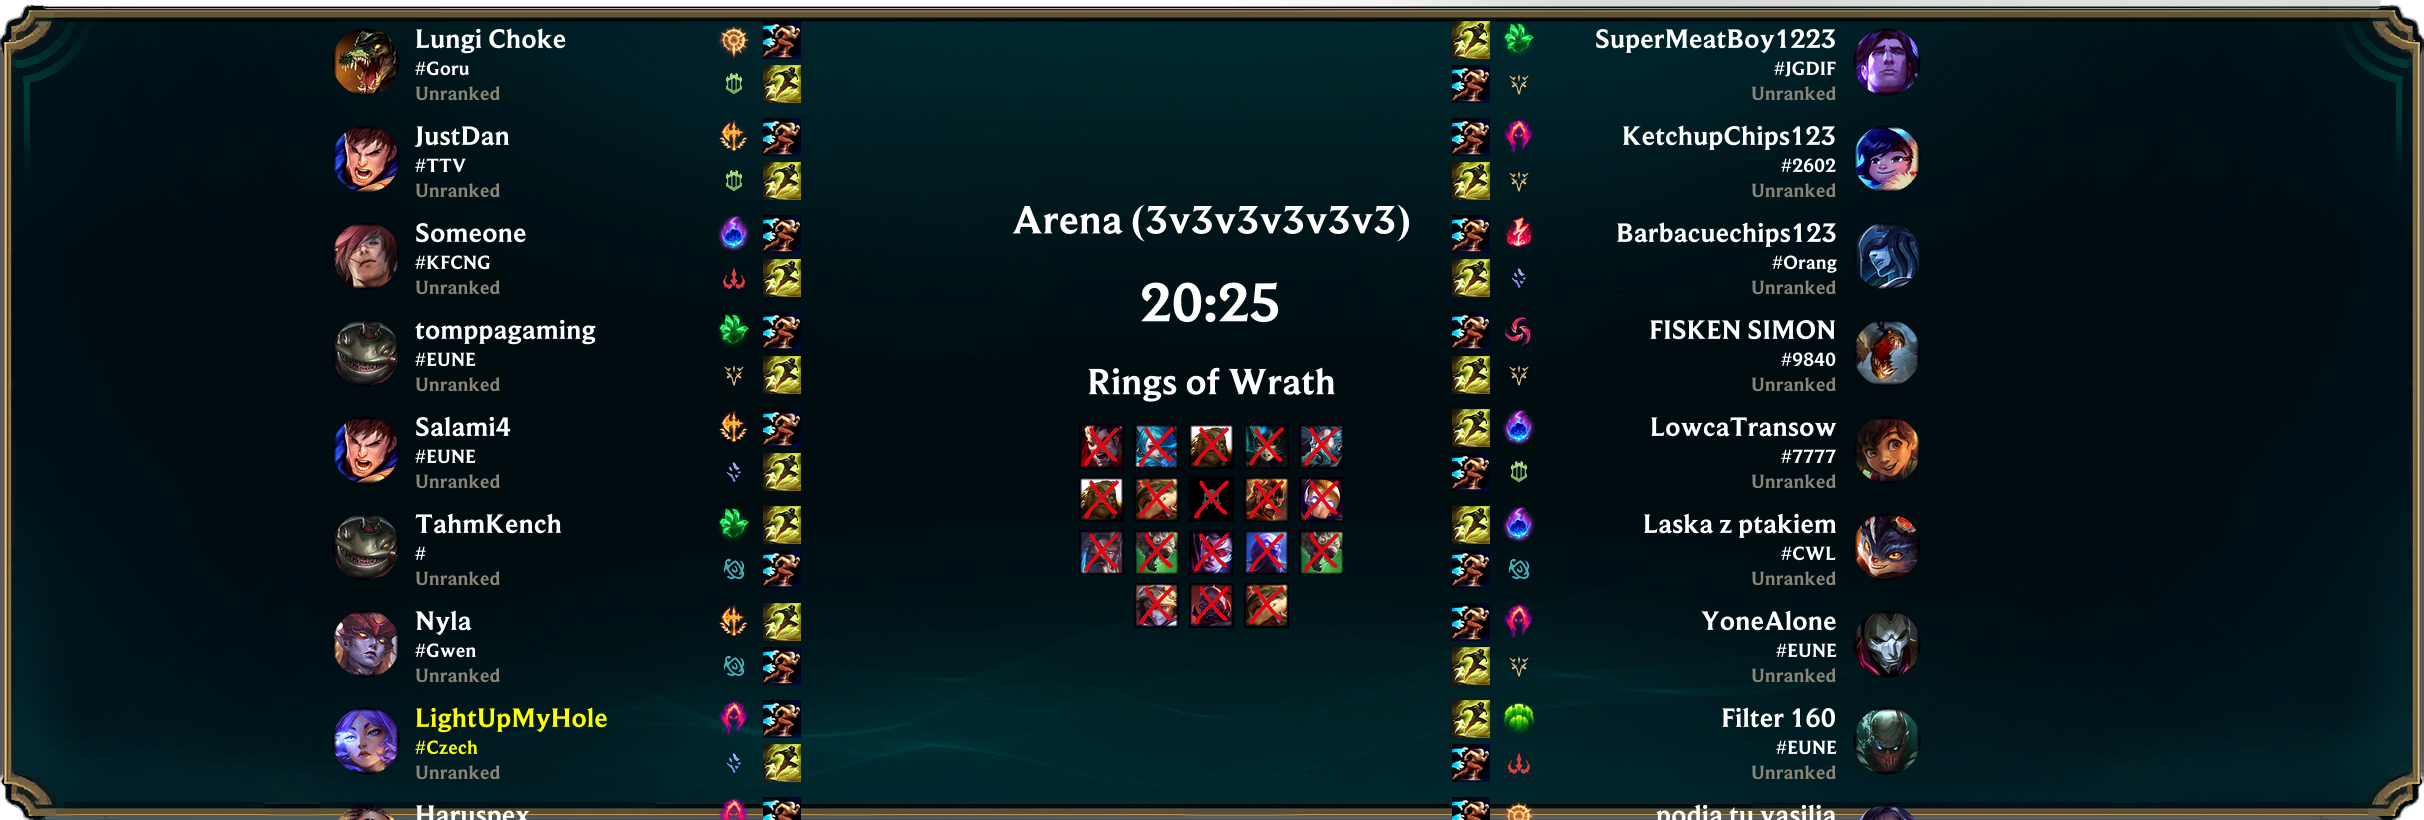 Lungi Choke
#Goru
Unranked
JustDan
#TTV
Unranked
Someone
#KFCNG
Unranked
tomppagaming
#EUNE
Unranked
Salami4
#EUNE
Unranked
TahmKench
#
Unranked
Nyla
#Gwen
Unranked
LightUpMyHole
#Czech
Unranked
Haruspex
Arena (3v3v3v3v3v3)
20:25
Rings of Wrath
SuperMeatBoy1223
#JGDIF
Unranked
KetchupChips123
#2602
Unranked
Barbacuechips123
#Orang
Unranked
FISKEN SIMON
#9840
Unranked
LowcaTransow
#7777
Unranked
Laska z ptakiem
#CWL
Unranked
YoneAlone
#EUNE
Unranked
Filter 160
#EUNE
Unranked
podia tu vasilia